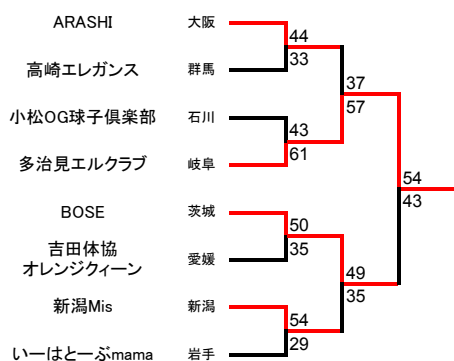 ARASHI 大阪
44
33
高崎エレガンス 群馬
37
57
小松OG球子倶楽部 石川
43
61
多治見エルクラブ 岐阜
54
43
BOSE 茨城
50
35
吉田体協
オレンジクィーン 愛媛
49
35
新潟Mis 新潟
54
29
いーはとーぶmama 岩手